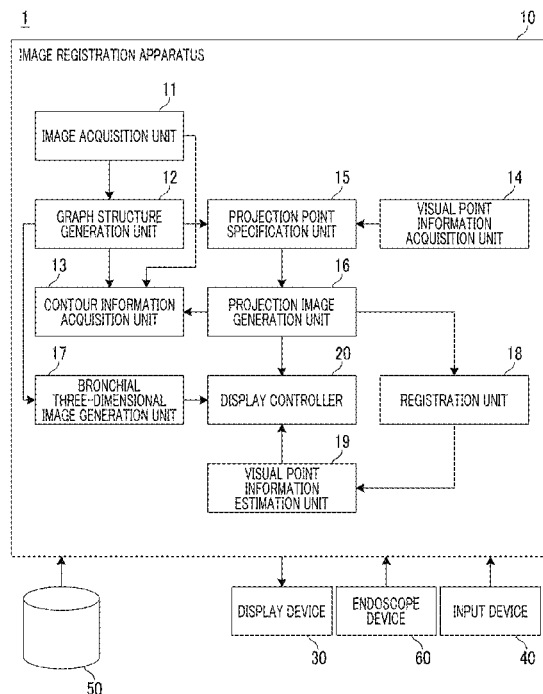 1
10
IMAGE REGISTRATION APPARATUS
11
IMAGE ACQUISITION UNIT
12
GRAPH STRUCTURE
GENERATION UNIT
15
PROJECTION POINT
SPECIFICATION UNIT
14
VISUAL POINT
INFORMATION ACQUISITION
UNIT
13
CONTOUR INFORMATION
ACQUISITION UNIT
16
PROJECTION IMAGE
GENERATION UNIT
17
BRONCHIAL
THREE-DIMENSIONAL
IMAGE GENERATION UNIT
20
DISPLAY CONTROLLER
18
REGISTRATION UNIT
19
VISUAL POINT
INFORMATION
ESTIMATION UNIT
50
DISPLAY DEVICE
30
ENDOSCOPE
DEVICE
60
INPUT DEVICE
40